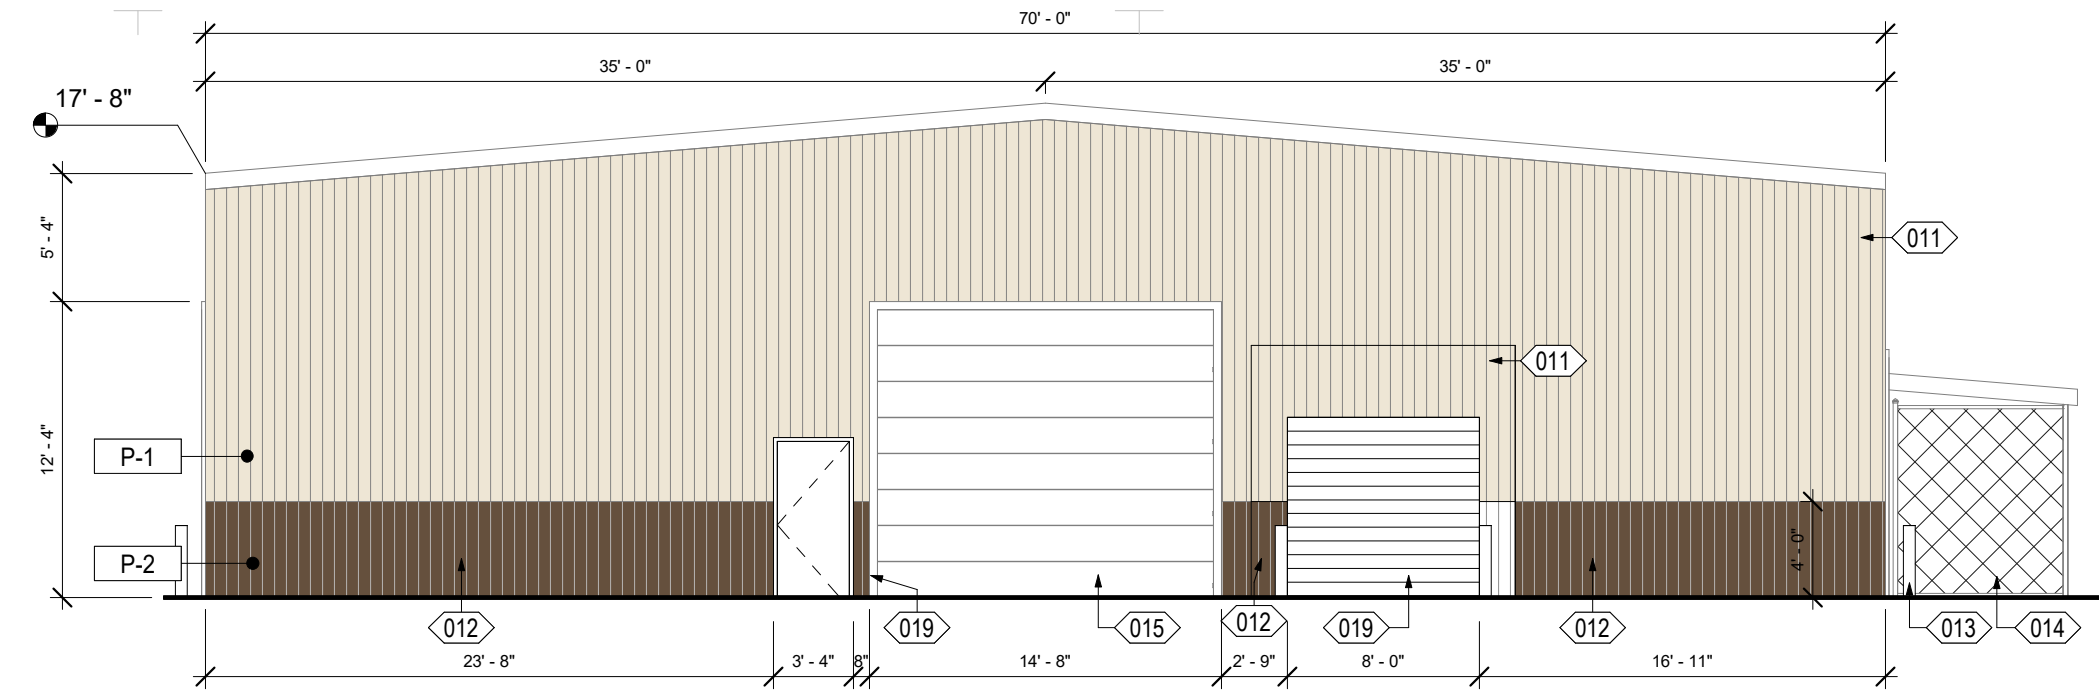 70' - 0"
35' - 0"
35' - 0"
17' - 8"
5' - 4"
011
12' - 4"
011
P-1
P-2
4' - 0"
012
019
015
012
019
012
013
014
23' - 8"
3' - 4"
8"
14' - 8"
2' - 9"
8' - 0"
16' - 11"